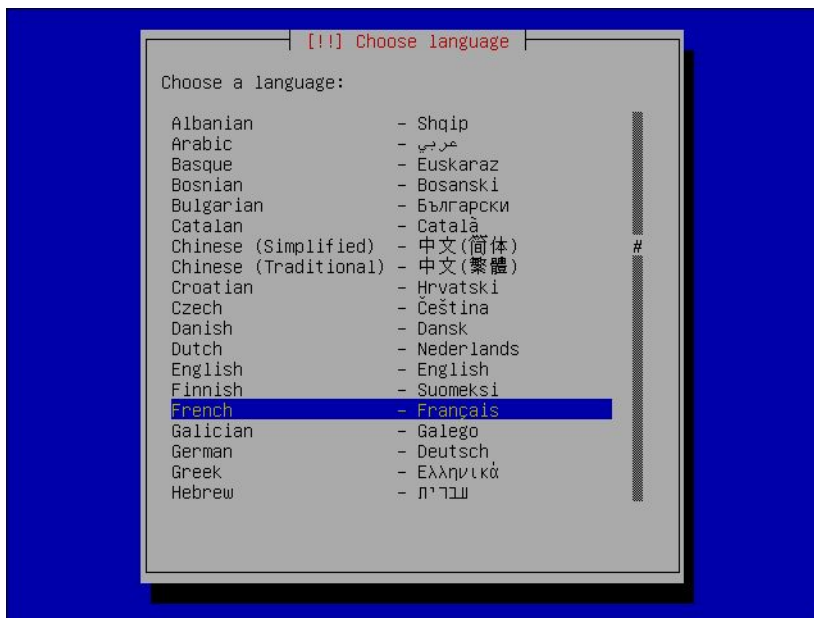 [!!] Choose language
Choose a language:
Albanian - Shqip
Arabic - عربي
Basque - Euskaraz
Bosnian - Bosanski
Bulgarian - Български
Catalan - Català
Chinese (Simplified) - 中文(简体) #
Chinese (Traditional) - 中文(繁體)
Croatian - Hrvatski
Czech - Čeština
Danish - Dansk
Dutch - Nederlands
English - English
Finnish - Suomeksi
French - Français
Galician - Galego
German - Deutsch
Greek - Ελληνικά
Hebrew - עברית